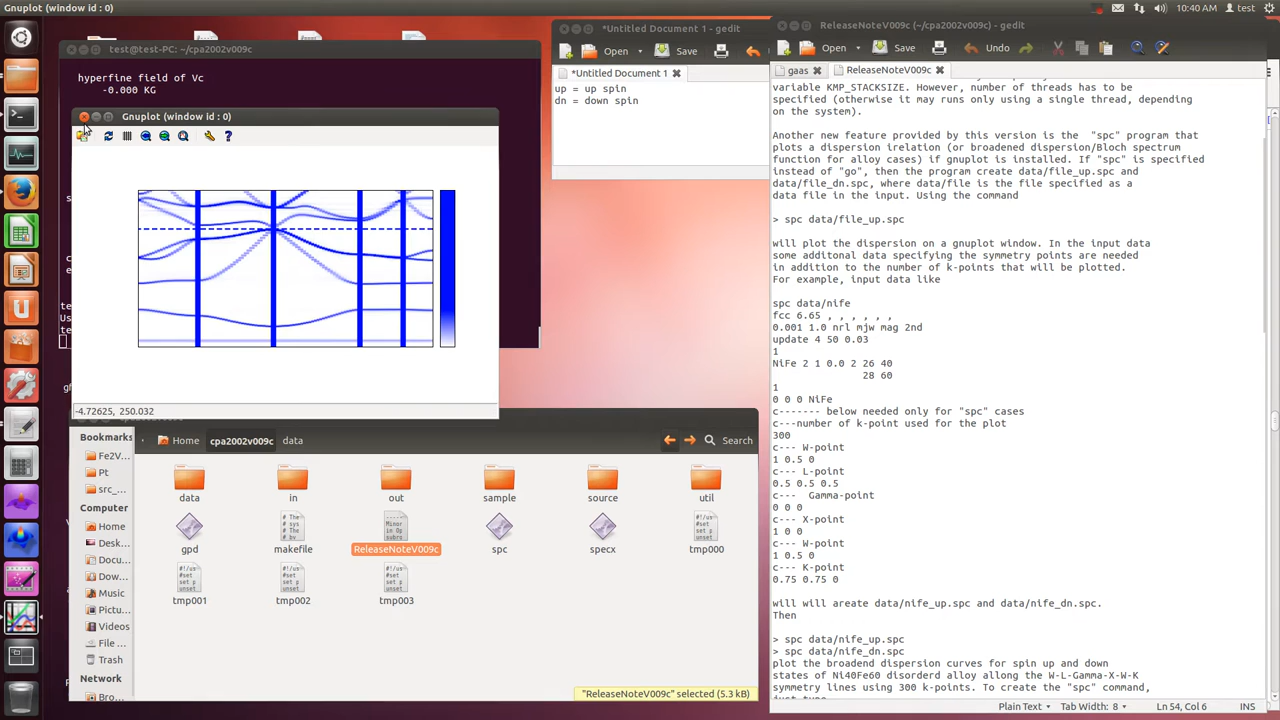 Gnuplot (window id : 0)
10:40 AM
test
test@test-PC: ~/cpa2002v009c
hyperfine field of Vc
-0.000 KG
Gnuplot (window id : 0)
-4.72625, 250.032
*Untitled Document 1 - gedit
Open
Save
*Untitled Document 1
up = up spin
dn = down spin
Bookmarks
Fe2V...
Pt
src_...
Computer
Home
Desk...
Docu...
Dow...
Music
Pictu...
Videos
File ...
Trash
Network
Home
cpa2002v009c
data
Search
data
in
out
sample
source
util
gpd
makefile
ReleaseNoteV009c
spc
specx
tmp000
tmp001
tmp002
tmp003
"ReleaseNoteV009c" selected (5.3 kB)
ReleaseNoteV009c (~/cpa2002v009c) - gedit
Open
Save
Undo
gaas
ReleaseNoteV009c
variable KMP_STACKSIZE. However, number of threads has to be
specified (otherwise it may runs only using a single thread, depending
on the system).
Another new feature provided by this version is the "spc" program that
plots a dispersion irelation (or broadened dispersion/Bloch spectrum
function for alloy cases) if gnuplot is installed. If "spc" is specified
instead of "go", then the program create data/file_up.spc and
data/file_dn.spc, where data/file is the file specified as a
data file in the input. Using the command
> spc data/file_up.spc
will plot the dispersion on a gnuplot window. In the input data
some additonal data specifying the symmetry points are needed
in addition to the number of k-points that will be plotted.
For example, input data like
spc data/nife
fcc 6.65 , , , , , ,
0.001 1.0 nrl mjw mag 2nd
update 4 50 0.03
1
NiFe 2 1 0.0 2 26 40
28 60
1
0 0 0 NiFe
c------- below needed only for "spc" cases
c---number of k-point used for the plot
300
c--- W-point
1 0.5 0
c--- L-point
0.5 0.5 0.5
c--- Gamma-point
0 0 0
c--- X-point
1 0 0
c--- W-point
1 0.5 0
c--- K-point
0.75 0.75 0
will will areate data/nife_up.spc and data/nife_dn.spc.
Then
> spc data/nife_up.spc
> spc data/nife_dn.spc
plot the broadend dispersion curves for spin up and down
states of Ni40Fe60 disorderd alloy allong the W-L-Gamma-X-W-K
symmetry lines using 300 k-points. To create the "spc" command,
Plain Text
Tab Width: 8
Ln 54, Col 6
INS